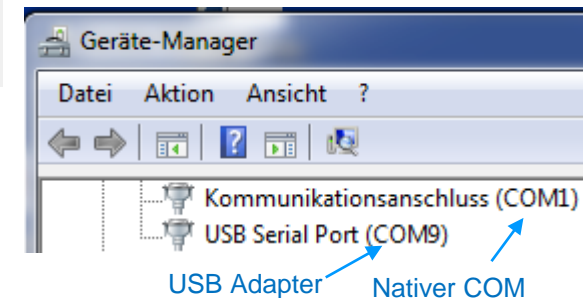 Geräte-Manager
Datei Aktion Ansicht ?
?
Kommunikationsanschluss (COM1)
USB Serial Port (COM9)
USB Adapter Nativer COM